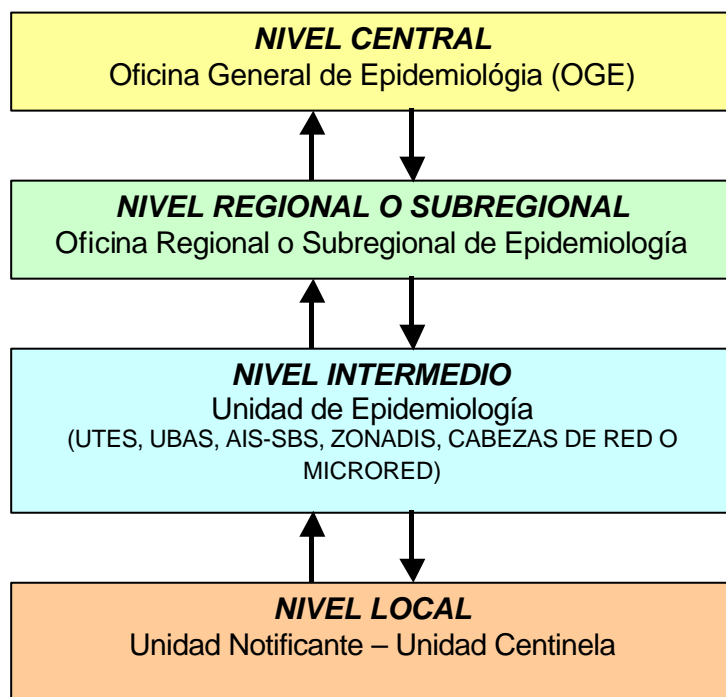 NIVEL CENTRAL
Oficina General de Epidemiológia (OGE)
NIVEL REGIONAL O SUBREGIONAL
Oficina Regional o Subregional de Epidemiología
NIVEL INTERMEDIO
Unidad de Epidemiología
(UTES, UBAS, AIS-SBS, ZONADIS, CABEZAS DE RED O
MICRORED)
NIVEL LOCAL
Unidad Notificante – Unidad Centinela